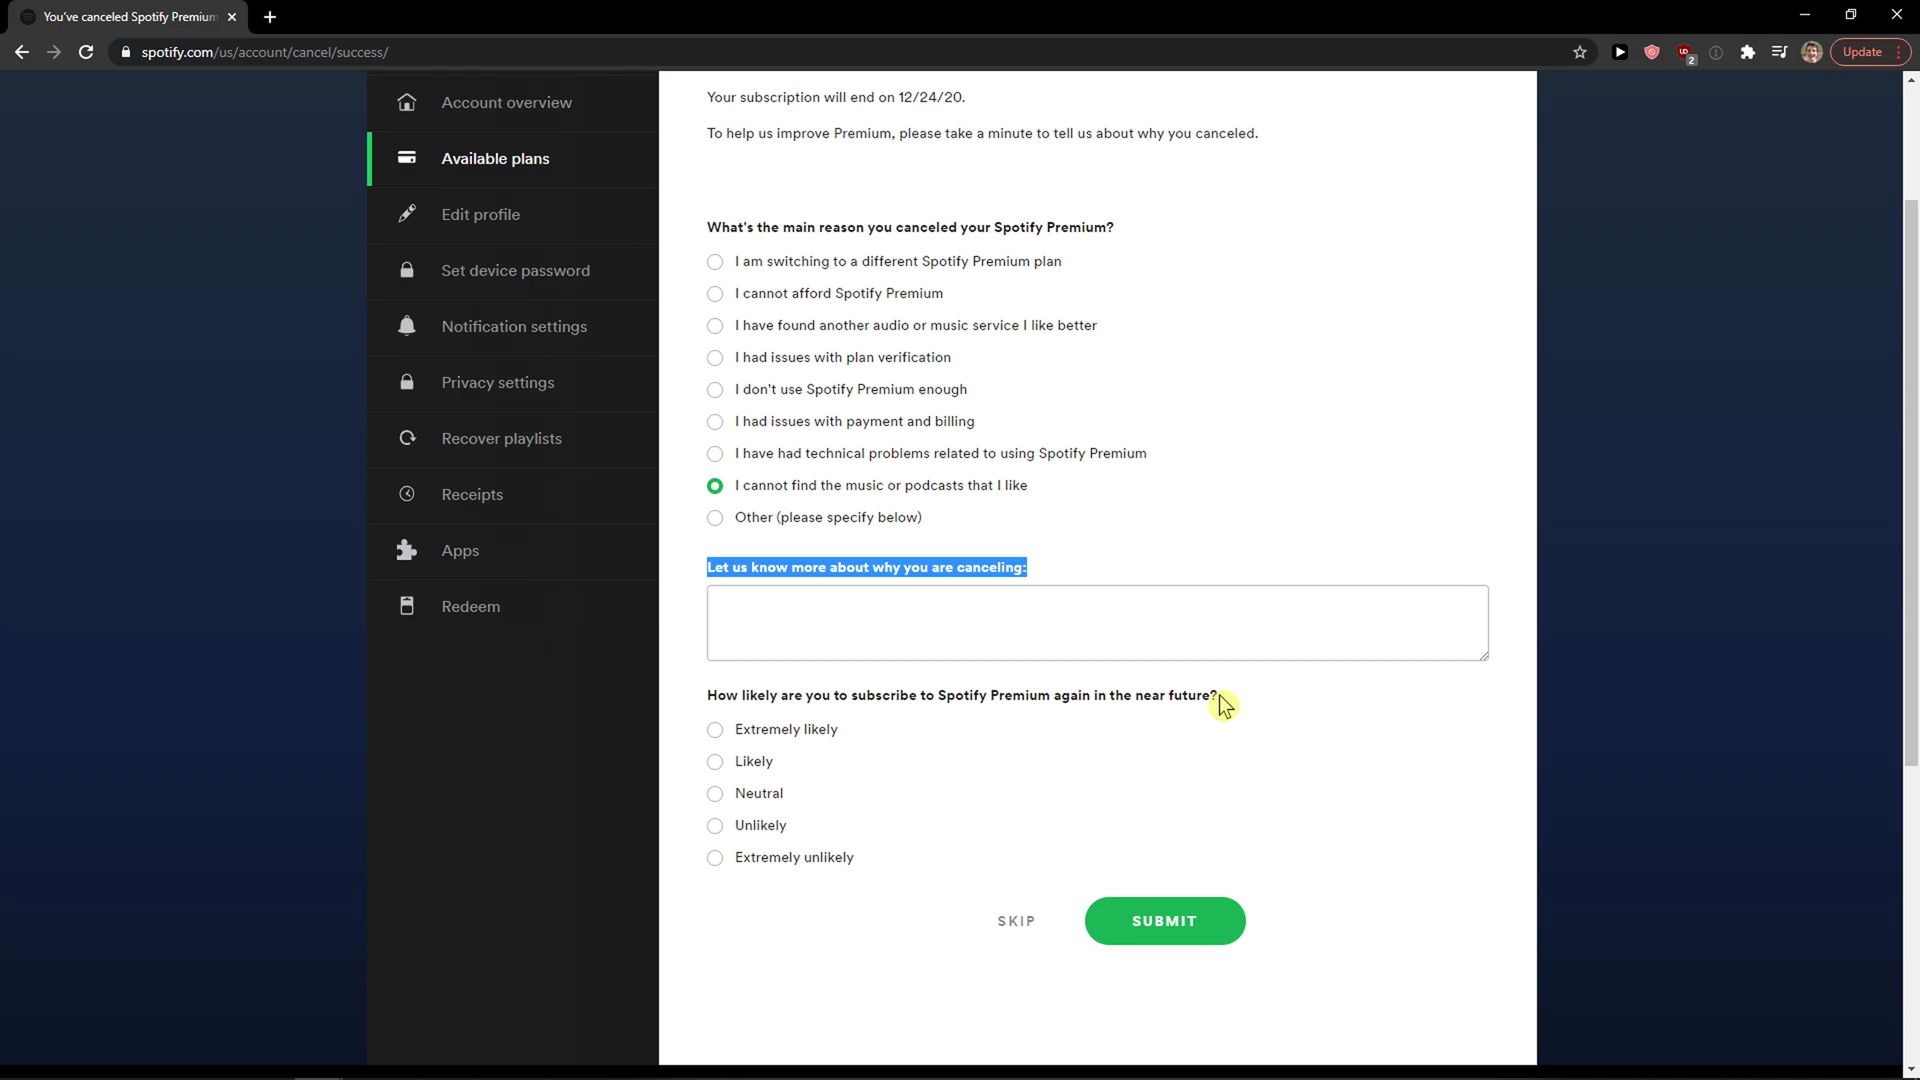 You've canceled Spotify Premium
spotify.com/us/account/cancel/success/
2
Update
Account overview
Available plans
Edit profile
Set device password
Notification settings
Privacy settings
Recover playlists
Receipts
Apps
Redeem
Your subscription will end on 12/24/20.
To help us improve Premium, please take a minute to tell us about why you canceled.
What's the main reason you canceled your Spotify Premium?
I am switching to a different Spotify Premium plan
I cannot afford Spotify Premium
I have found another audio or music service I like better
I had issues with plan verification
I don't use Spotify Premium enough
I had issues with payment and billing
I have had technical problems related to using Spotify Premium
I cannot find the music or podcasts that I like
Other (please specify below)
Let us know more about why you are canceling:
How likely are you to subscribe to Spotify Premium again in the near future?
Extremely likely
Likely
Neutral
Unlikely
Extremely unlikely
SKIP
SUBMIT